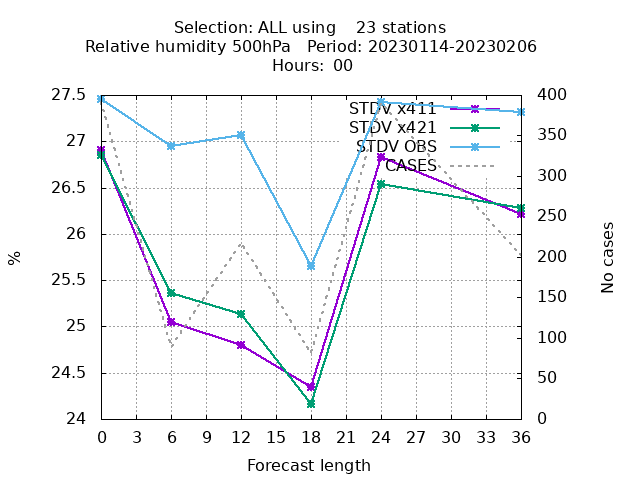 Selection: ALL using    23 stations
Relative humidity 500hPa   Period: 20230114-20230206
Hours:  00
27.5
27
26.5
26
25.5
25
24.5
24
%
STDV x411
STDV x421
STDV OBS
CASES
400
350
300
250
200
150
100
50
0
No cases
0 3 6 9 12 15 18 21 24 27 30 33 36
Forecast length